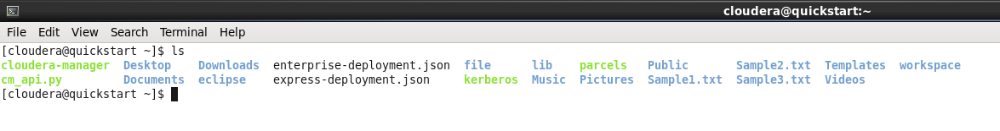 cloudera@quickstart:~
File Edit View Search Terminal Help
[cloudera@quickstart ~]$ ls
cloudera-manager Desktop Downloads enterprise-deployment.json file lib parcels Public Sample2.txt Templates workspace
cm_api.py Documents eclipse express-deployment.json kerberos Music Pictures Sample1.txt Sample3.txt Videos
[cloudera@quickstart ~]$